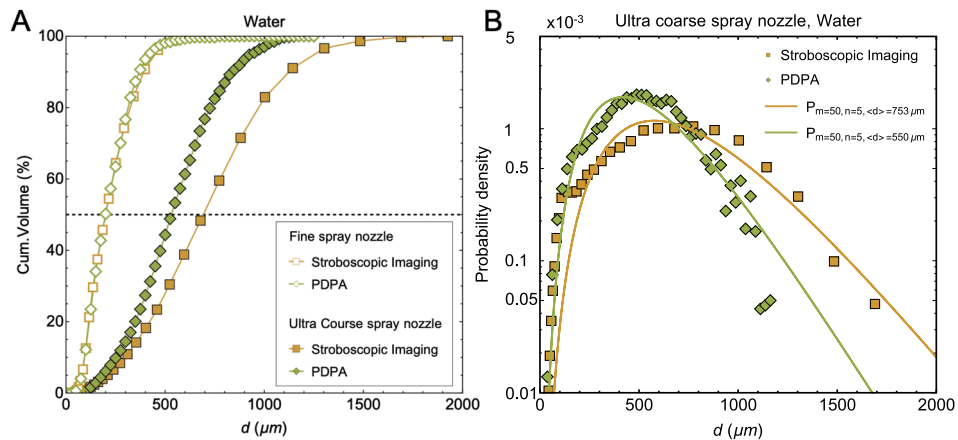 A
Water
100
80
60
40
20
0
Cum.Volume (%)
Fine spray nozzle
Stroboscopic Imaging
PDPA
Ultra Course spray nozzle
Stroboscopic Imaging
PDPA
0 500 1000 1500 2000
d (μm)
B
x10⁻³
Ultra coarse spray nozzle, Water
5
1
0.5
0.1
0.05
0.01
Probability density
Stroboscopic Imaging
PDPA
Pm=50, n=5, <d> =753 μm
Pm=50, n=5, <d> =550 μm
0 500 1000 1500 2000
d (μm)